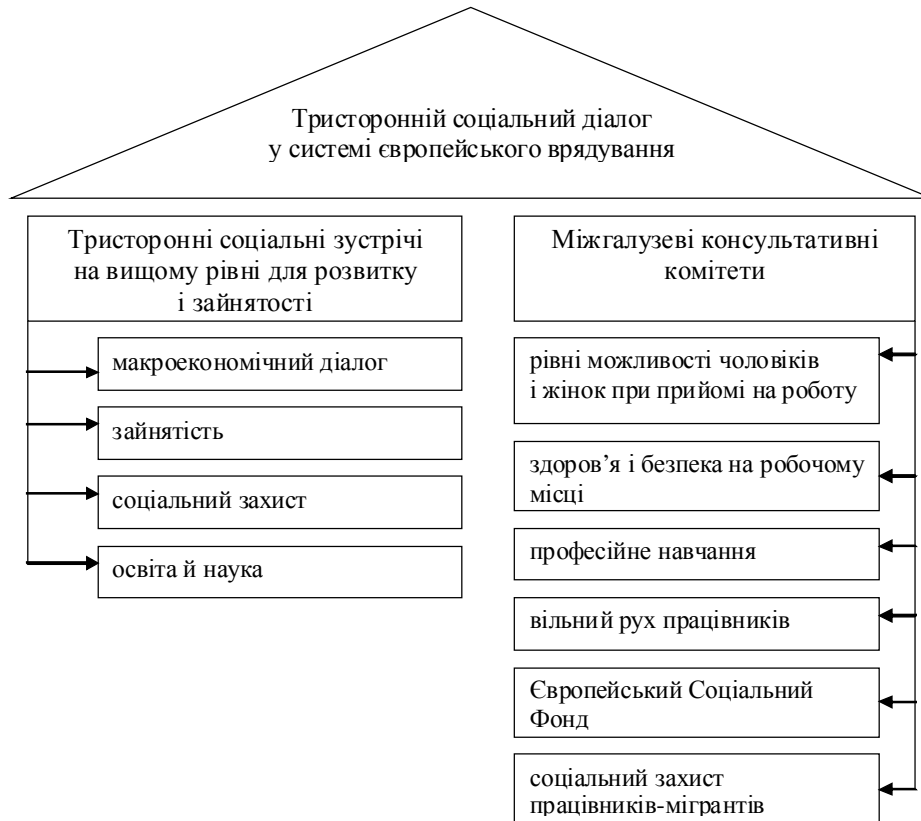 Тристоронній соціальний діалог
у системі європейського врядування
Тристоронні соціальні зустрічі
на вищому рівні для розвитку
і зайнятості
макроекономічний діалог
зайнятість
соціальний захист
освіта й наука
Міжгалузеві консультативні
комітети
рівні можливості чоловіків
і жінок при прийомі на роботу
здоров’я і безпека на робочому
місці
професійне навчання
вільний рух працівників
Європейський Соціальний
Фонд
соціальний захист
працівників-мігрантів